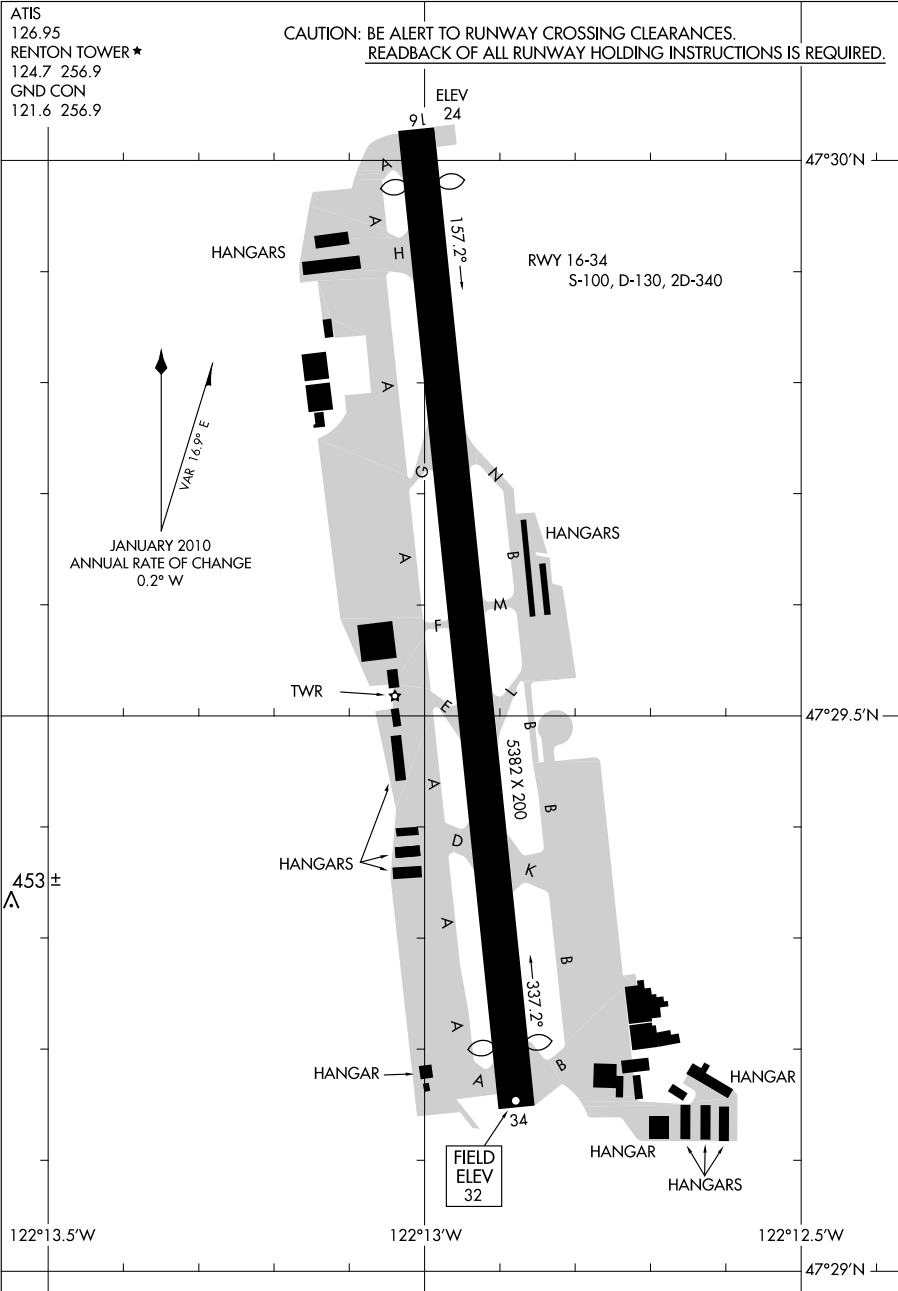 ATIS
126.95
RENTON TOWER ★
124.7 256.9
GND CON
121.6 256.9
CAUTION: BE ALERT TO RUNWAY CROSSING CLEARANCES.
READBACK OF ALL RUNWAY HOLDING INSTRUCTIONS IS REQUIRED.
ELEV
24
16
47°30'N
A
A
157.2°
HANGARS
H
RWY 16-34
S-100, D-130, 2D-340
A
VAR 16.9° E
G
N
JANUARY 2010
ANNUAL RATE OF CHANGE
0.2° W
HANGARS
A
B
M
F
TWR
E
L
47°29.5'N
B
5382 X 200
A
B
D
HANGARS
K
453 ±
A
B
337.2°
A
B
HANGAR
A
HANGAR
34
FIELD
ELEV
32
HANGAR
HANGARS
122°13.5'W
122°13'W
122°12.5'W
47°29'N